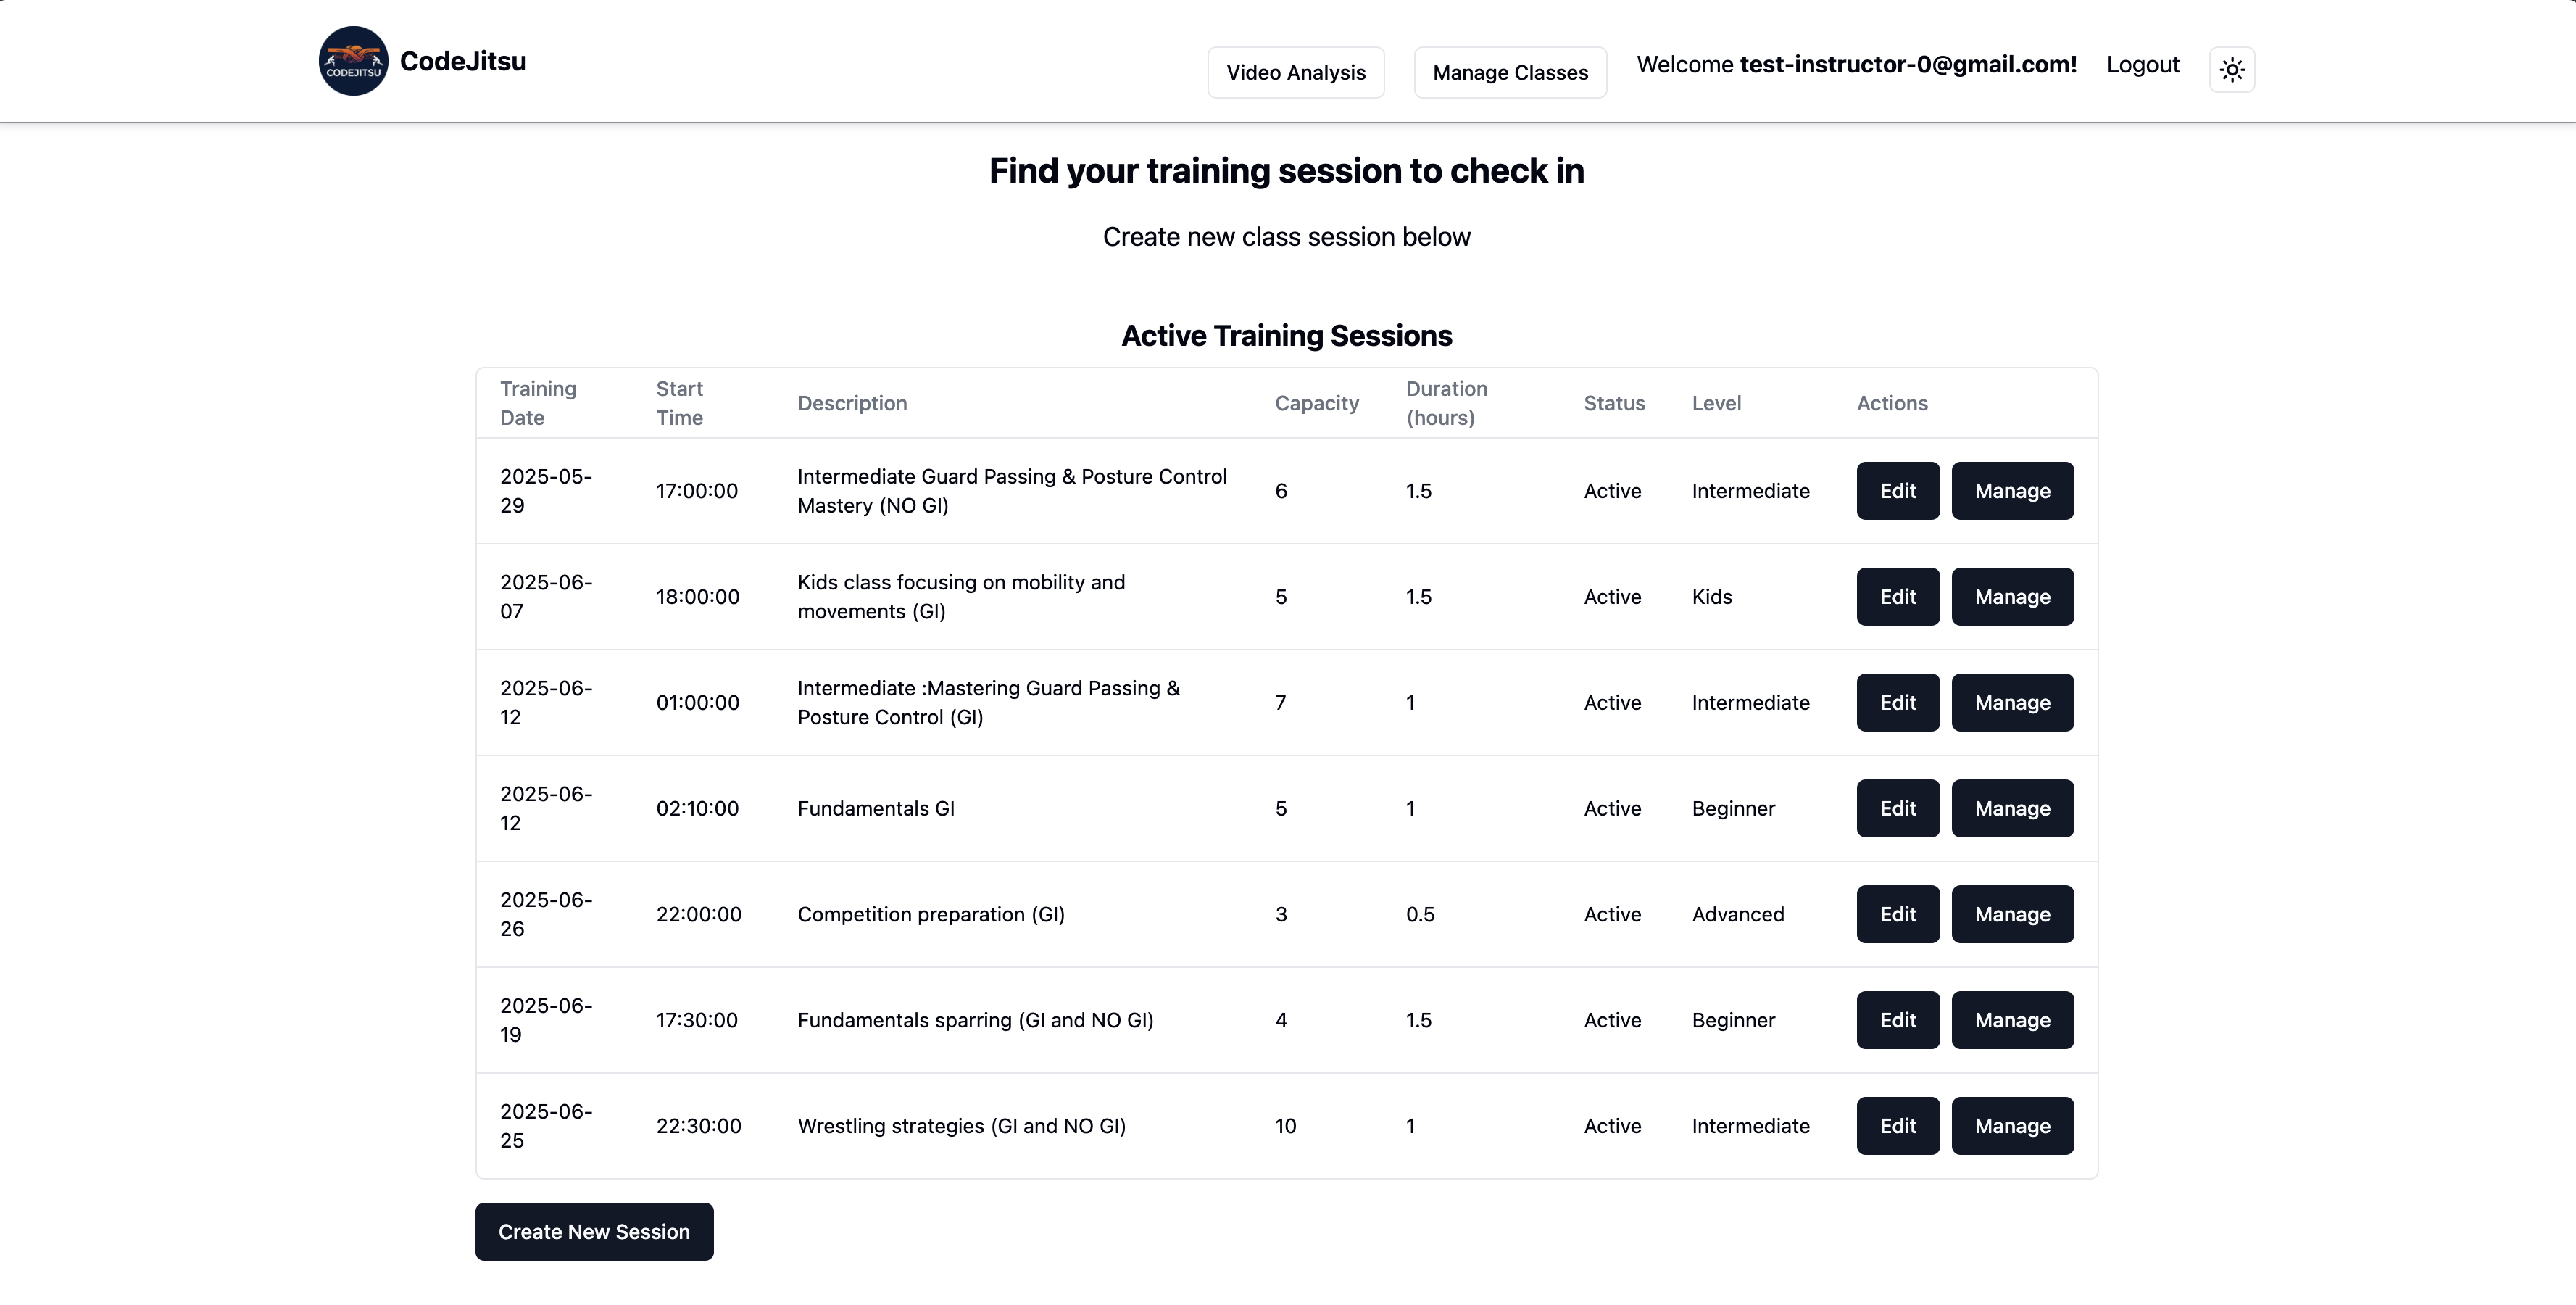 CODEJITSU
CodeJitsu
Video Analysis
Manage Classes
Welcome test-instructor-0@gmail.com!
Logout
Find your training session to check in
Create new class session below
Active Training Sessions
Training
Date
Start
Time
Description
Capacity
Duration
(hours)
Status
Level
Actions
2025-05-
29
17:00:00
Intermediate Guard Passing & Posture Control
Mastery (NO GI)
6
1.5
Active
Intermediate
Edit
Manage
2025-06-
07
18:00:00
Kids class focusing on mobility and
movements (GI)
5
1.5
Active
Kids
Edit
Manage
2025-06-
12
01:00:00
Intermediate :Mastering Guard Passing &
Posture Control (GI)
7
1
Active
Intermediate
Edit
Manage
2025-06-
12
02:10:00
Fundamentals GI
5
1
Active
Beginner
Edit
Manage
2025-06-
26
22:00:00
Competition preparation (GI)
3
0.5
Active
Advanced
Edit
Manage
2025-06-
19
17:30:00
Fundamentals sparring (GI and NO GI)
4
1.5
Active
Beginner
Edit
Manage
2025-06-
25
22:30:00
Wrestling strategies (GI and NO GI)
10
1
Active
Intermediate
Edit
Manage
Create New Session